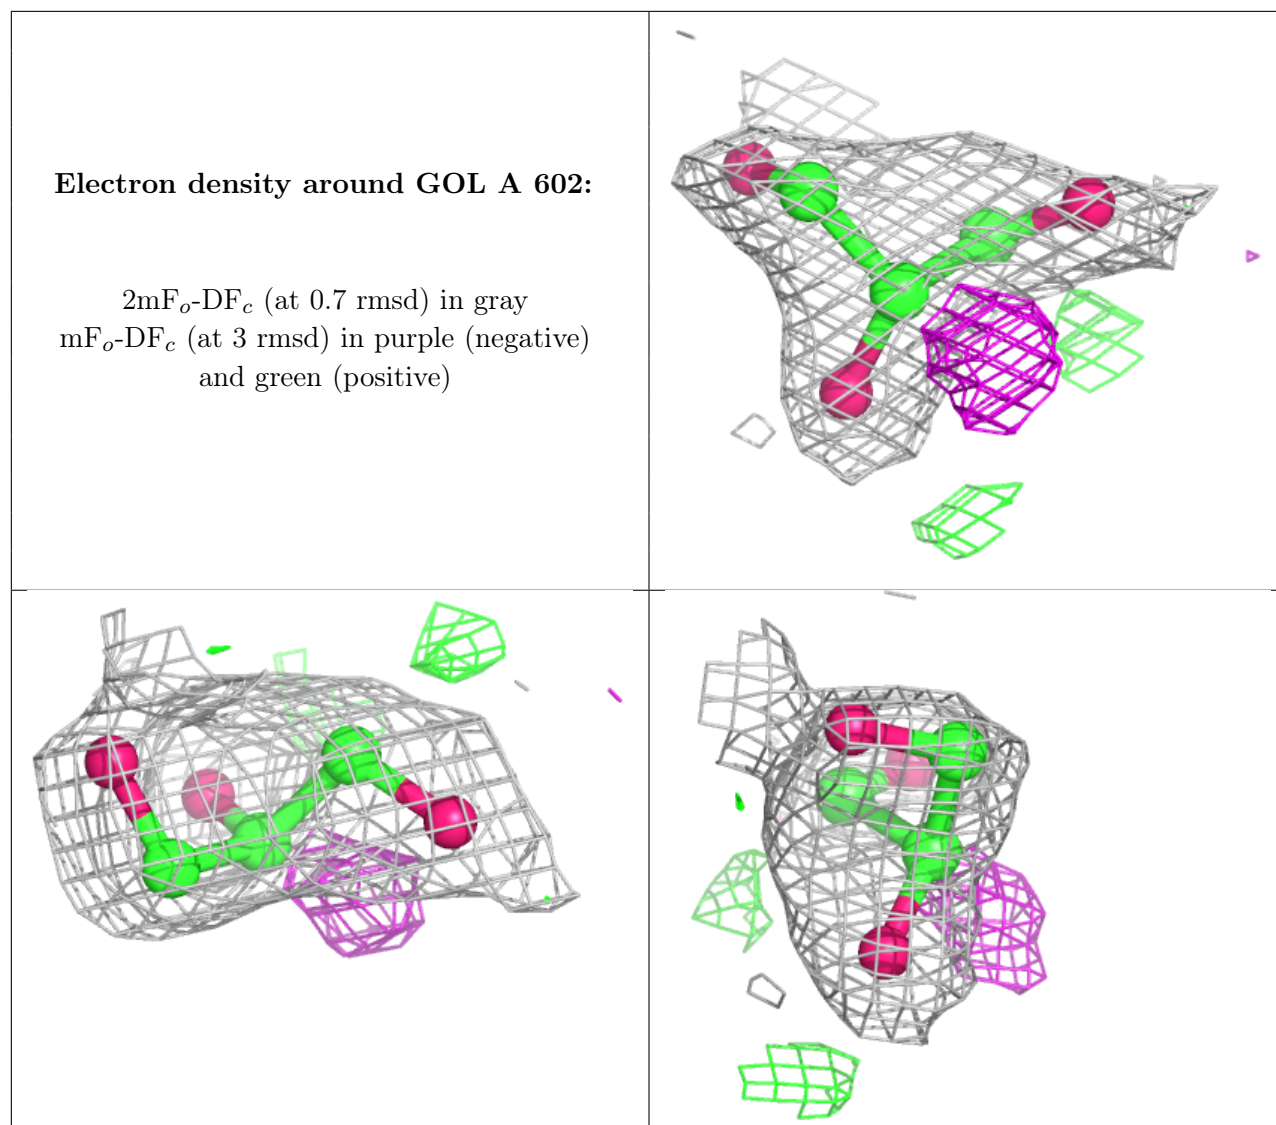 Electron density around GOL A 602:
2mFo-DFc (at 0.7 rmsd) in gray
mFo-DFc (at 3 rmsd) in purple (negative)
and green (positive)